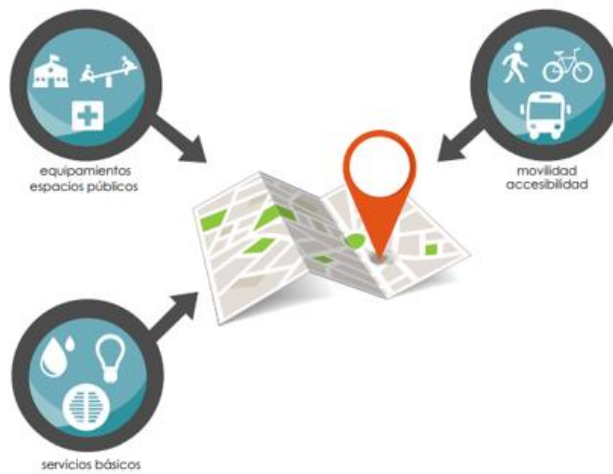 equipamientos
espacios públicos
movilidad
accesibilidad
servicios básicos